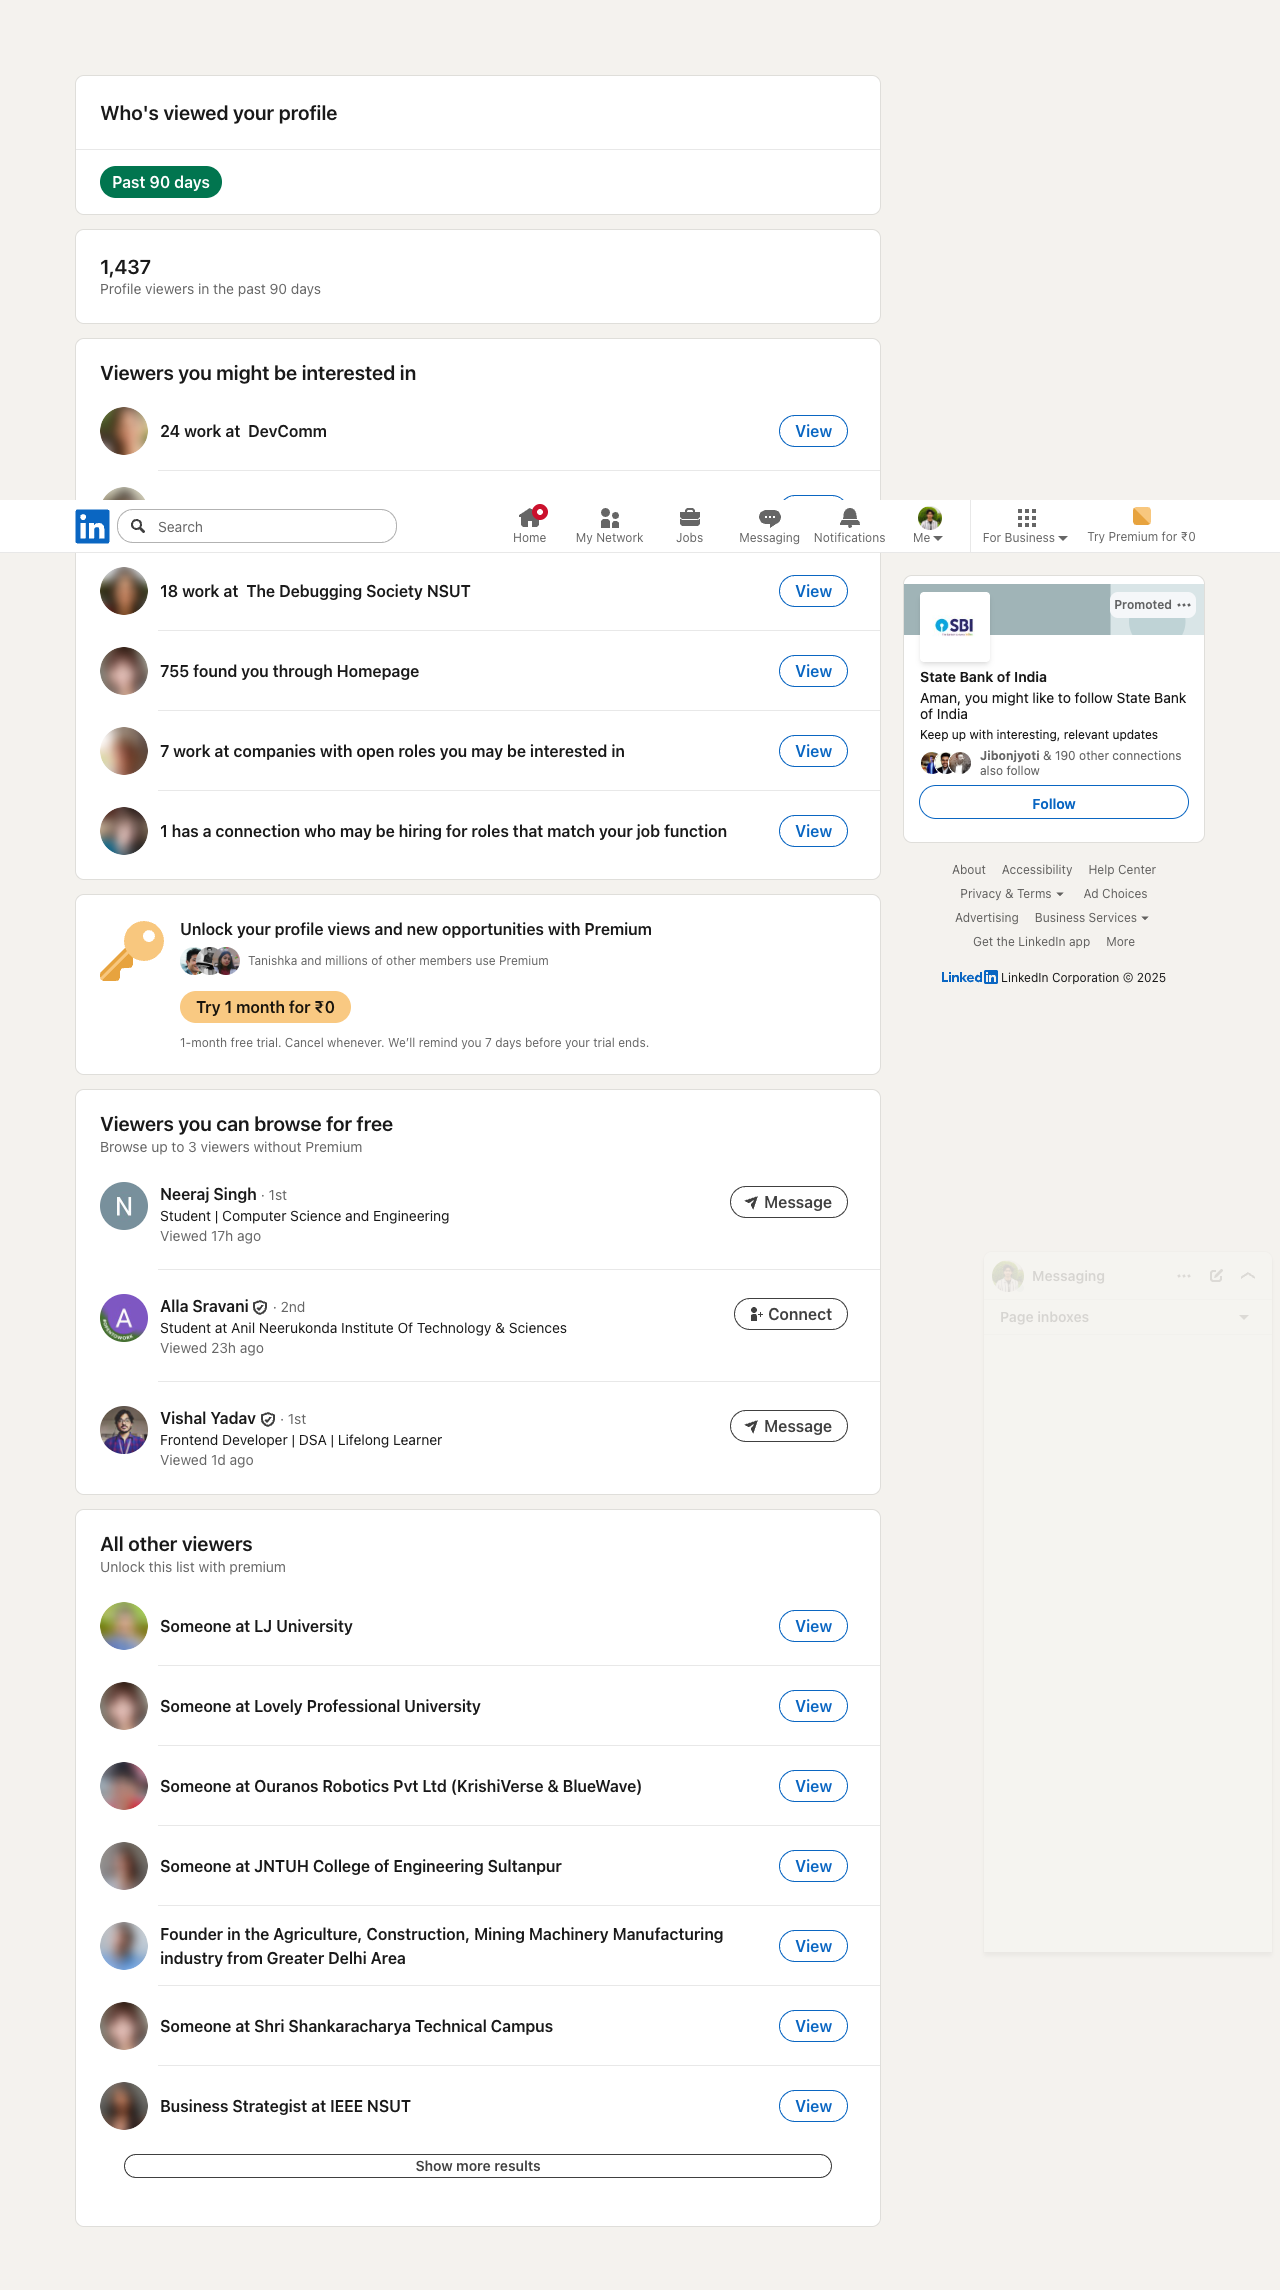 Who's viewed your profile
Past 90 days
1,437
Profile viewers in the past 90 days
Viewers you might be interested in
24 work at DevComm
View
in
Search
Home
My Network
Jobs
Messaging
Notifications
Me
For Business
Try Premium for ₹0
18 work at The Debugging Society NSUT
View
755 found you through Homepage
View
7 work at companies with open roles you may be interested in
View
1 has a connection who may be hiring for roles that match your job function
View
Promoted
SBI
State Bank of India
Aman, you might like to follow State Bank
of India
Keep up with interesting, relevant updates
Jibonjyoti & 190 other connections
also follow
Follow
About Accessibility Help Center
Privacy & Terms Ad Choices
Advertising Business Services
Get the LinkedIn app More
LinkedIn LinkedIn Corporation © 2025
Unlock your profile views and new opportunities with Premium
Tanishka and millions of other members use Premium
Try 1 month for ₹0
1-month free trial. Cancel whenever. We'll remind you 7 days before your trial ends.
Viewers you can browse for free
Browse up to 3 viewers without Premium
N
Neeraj Singh · 1st
Student | Computer Science and Engineering
Viewed 17h ago
Message
A
Alla Sravani · 2nd
Student at Anil Neerukonda Institute Of Technology & Sciences
Viewed 23h ago
Connect
Vishal Yadav · 1st
Frontend Developer | DSA | Lifelong Learner
Viewed 1d ago
Message
Messaging
Page inboxes
All other viewers
Unlock this list with premium
Someone at LJ University
View
Someone at Lovely Professional University
View
Someone at Ouranos Robotics Pvt Ltd (KrishiVerse & BlueWave)
View
Someone at JNTUH College of Engineering Sultanpur
View
Founder in the Agriculture, Construction, Mining Machinery Manufacturing
industry from Greater Delhi Area
View
Someone at Shri Shankaracharya Technical Campus
View
Business Strategist at IEEE NSUT
View
Show more results